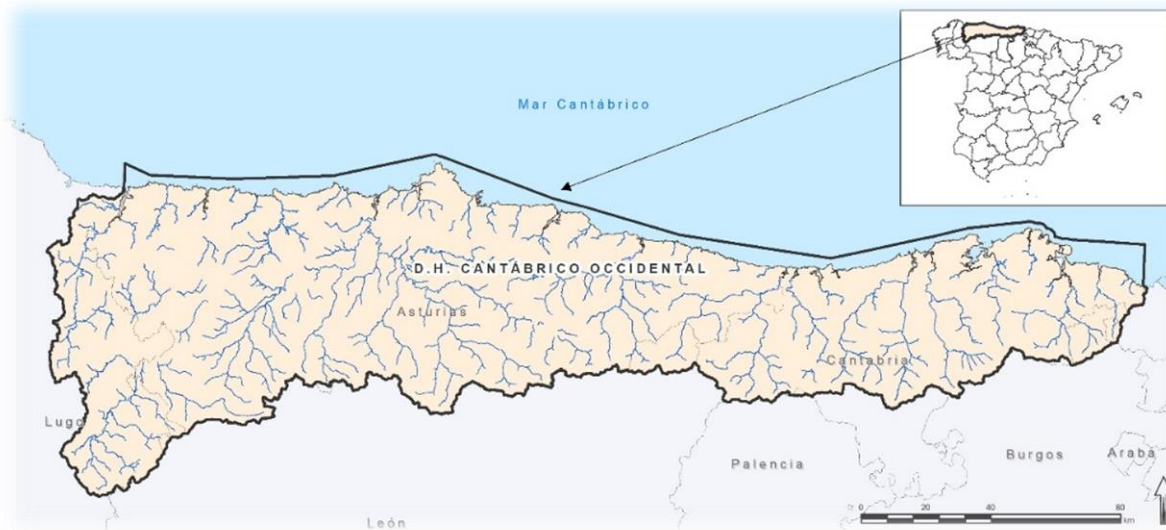 Mar Cantábrico
D.H. CANTÁBRICO OCCIDENTAL
Asturias
Cantabria
Lugo
Palencia
Burgos
Araba
León
0 20 40 80
km